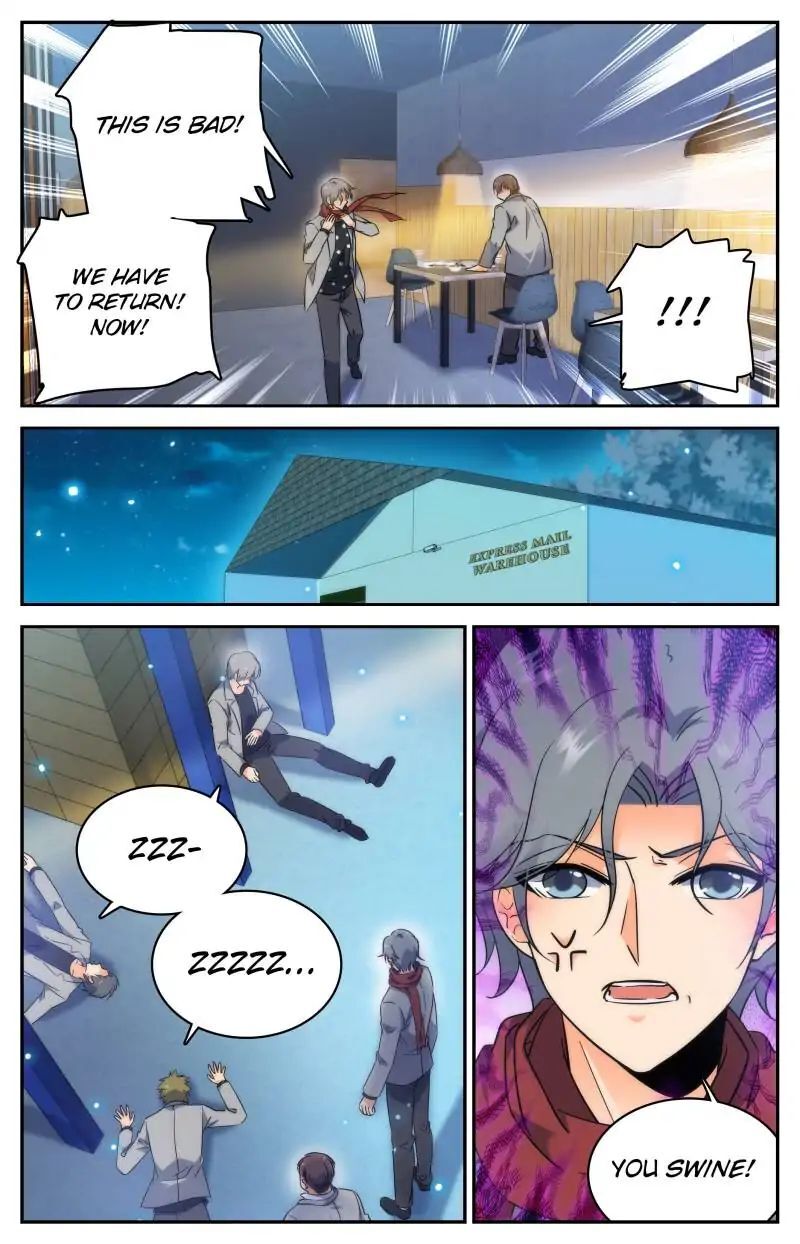 THIS IS BAD!
WE HAVE
TO RETURN!
NOW!
!!!
EXPRESS MAIL
WAREHOUSE
ZZZ-
ZZZZZ...
YOU SWINE!